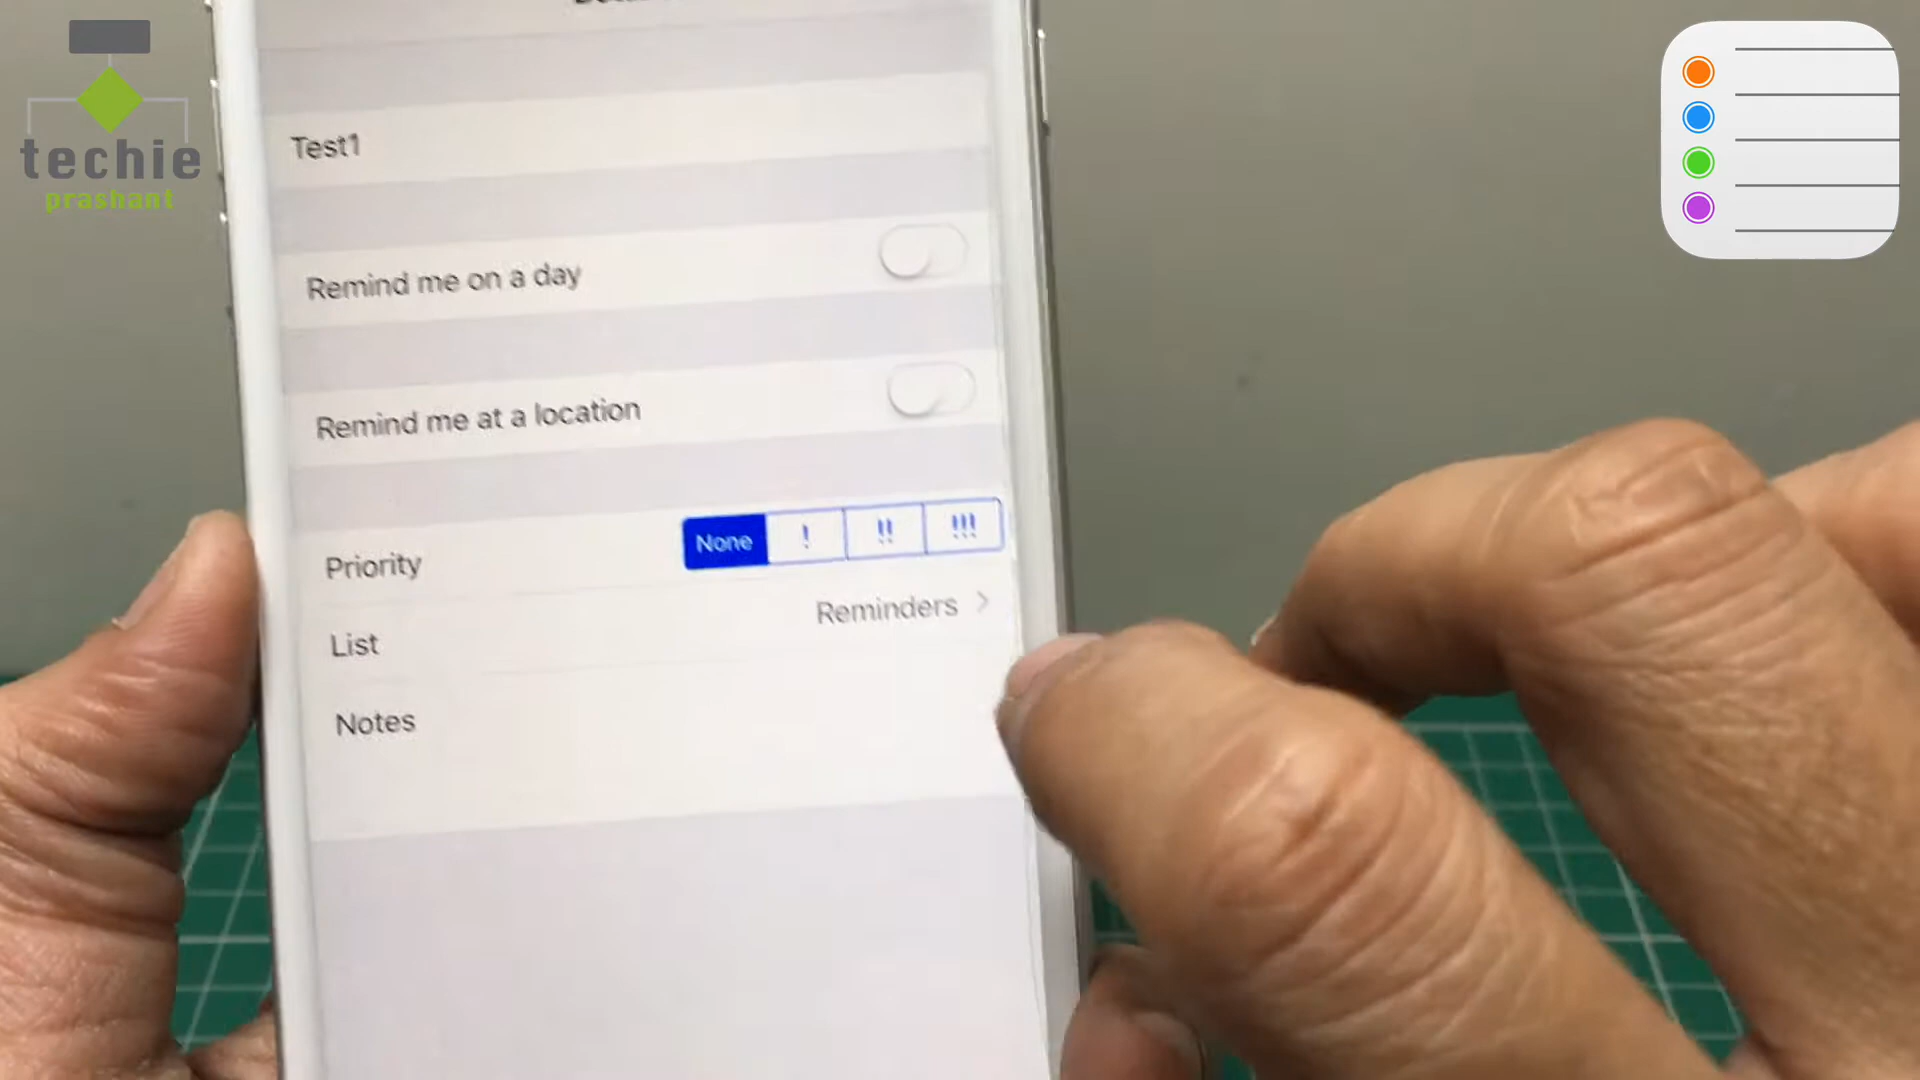 techie
prashant
Test1
Remind me on a day
Remind me at a location
Priority
None ! !! !!!
List
Reminders >
Notes